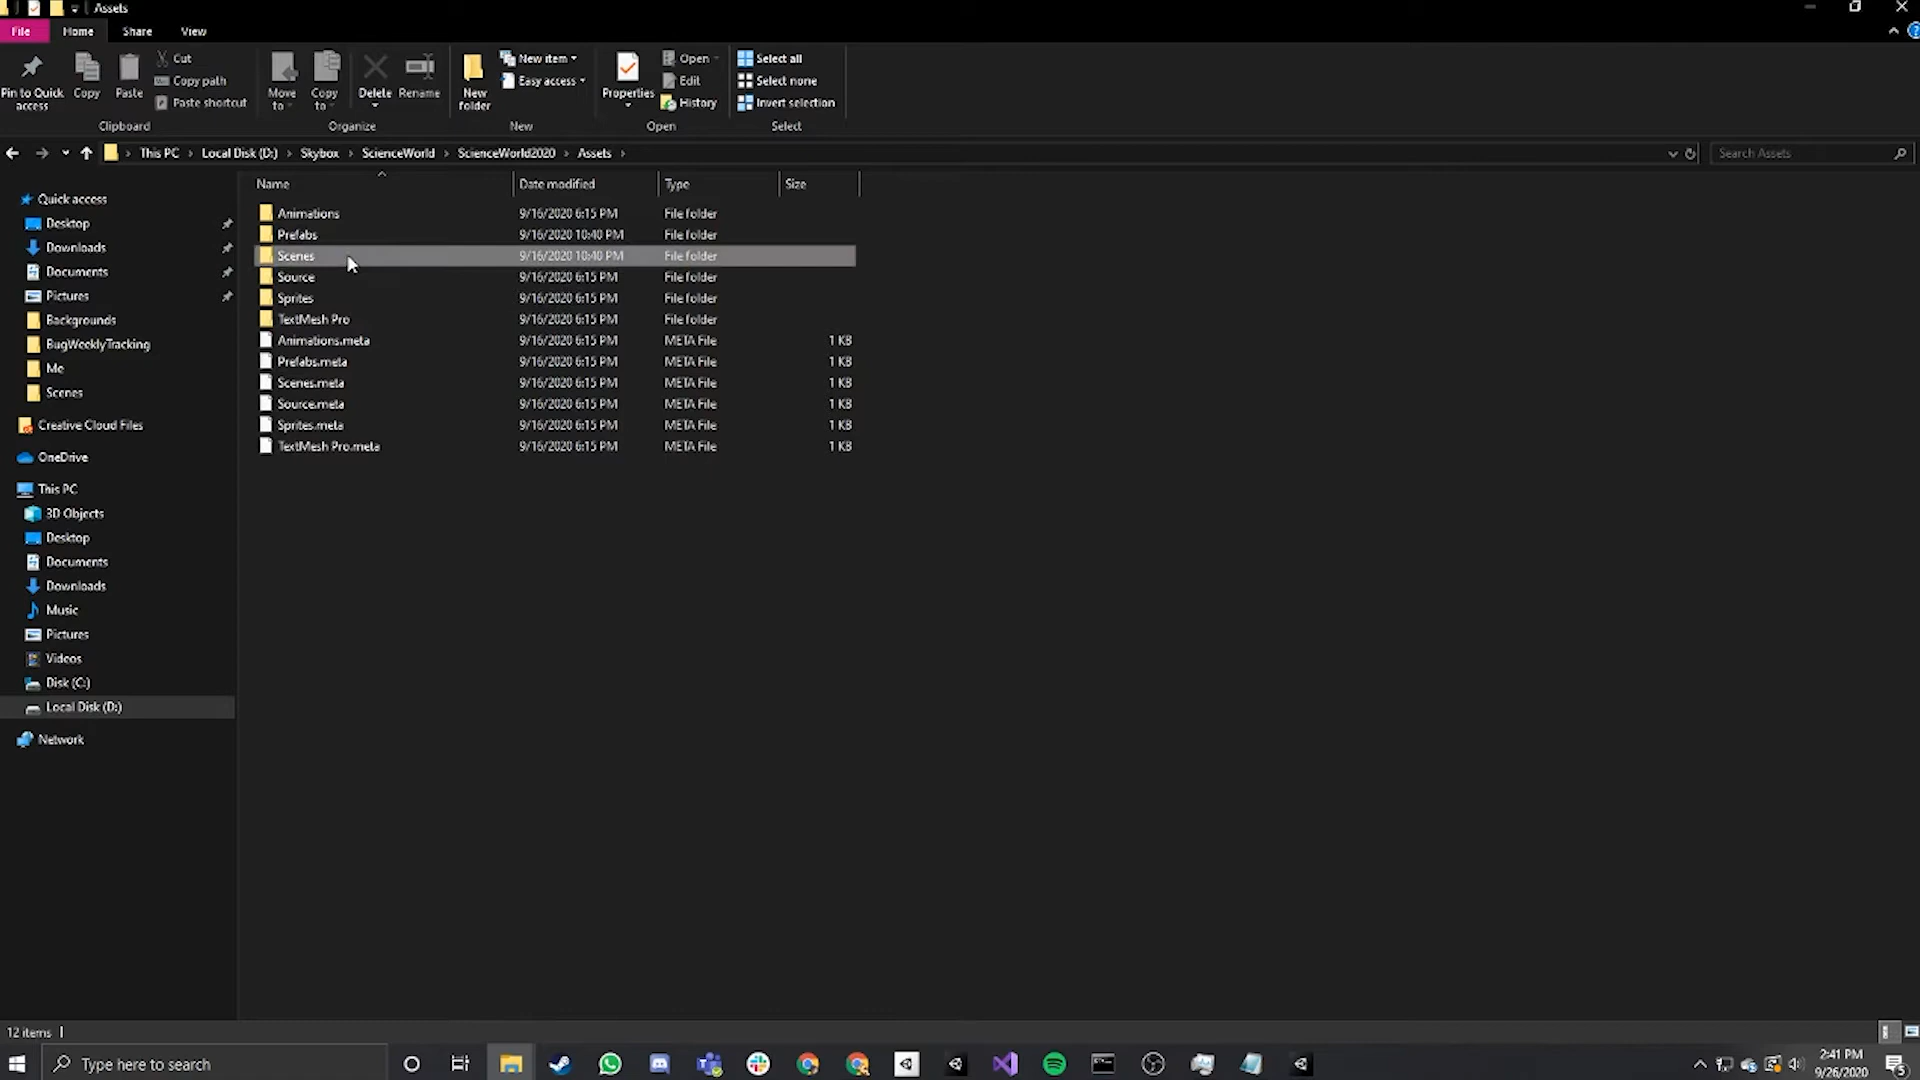 Assets
File Home Share View
Pin to Quick access
Copy
Paste
Cut
Copy path
Paste shortcut
Clipboard
Move to
Copy to
Delete
Rename
Organize
New folder
New item
Easy access
New
Properties
Open
Edit
History
Open
Select all
Select none
Invert selection
Select
This PC › Local Disk (D:) › Skybox › ScienceWorld › ScienceWorld2020 › Assets ›
Search Assets
Quick access
Desktop
Downloads
Documents
Pictures
Backgrounds
BugWeeklyTracking
Me
Scenes
Creative Cloud Files
OneDrive
This PC
3D Objects
Desktop
Documents
Downloads
Music
Pictures
Videos
Disk (C:)
Local Disk (D:)
Network
Name Date modified Type Size
Animations 9/16/2020 6:15 PM File folder
Prefabs 9/16/2020 10:40 PM File folder
Scenes 9/16/2020 10:40 PM File folder
Source 9/16/2020 6:15 PM File folder
Sprites 9/16/2020 6:15 PM File folder
TextMesh Pro 9/16/2020 6:15 PM File folder
Animations.meta 9/16/2020 6:15 PM META File 1 KB
Prefabs.meta 9/16/2020 6:15 PM META File 1 KB
Scenes.meta 9/16/2020 6:15 PM META File 1 KB
Source.meta 9/16/2020 6:15 PM META File 1 KB
Sprites.meta 9/16/2020 6:15 PM META File 1 KB
TextMesh Pro.meta 9/16/2020 6:15 PM META File 1 KB
12 items
Type here to search
2:41 PM
9/26/2020
5